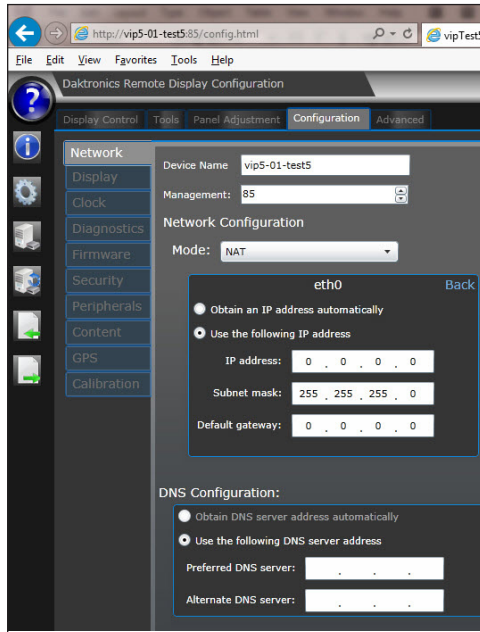 http://vip5-01-test5:85/config.html
vipTest5
File Edit View Favorites Tools Help
Daktronics Remote Display Configuration
Display Control Tools Panel Adjustment Configuration Advanced
Network
Display
Clock
Diagnostics
Firmware
Security
Peripherals
Content
GPS
Calibration
Device Name vip5-01-test5
Management: 85
Network Configuration
Mode: NAT
eth0 Back
Obtain an IP address automatically
Use the following IP address
IP address: 0 . 0 . 0 . 0
Subnet mask: 255 . 255 . 255 . 0
Default gateway: 0 . 0 . 0 . 0
DNS Configuration:
Obtain DNS server address automatically
Use the following DNS server address
Preferred DNS server: . . .
Alternate DNS server: . . .